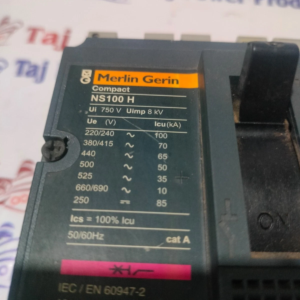 Taj
Merlin Gerin
Compact
NS100 H
Ui 750 V Uimp 8 kV
Ue (V) Icu(kA)
220/240 ~ 100
380/415 ~ 70
440 ~ 65
500 ~ 50
525 ~ 35
660/690 ~ 10
250 ⎓ 85
Ics = 100% Icu
50/60Hz cat A
IEC / EN 60947-2